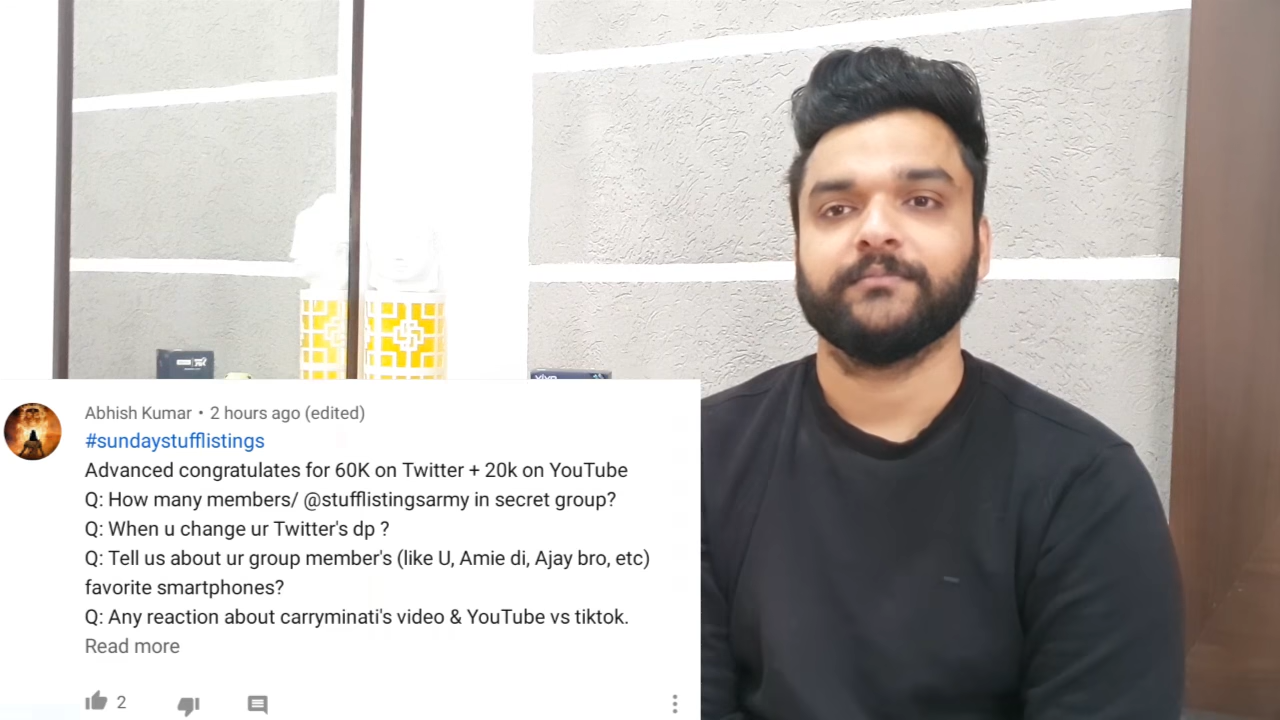 vivo
Abhish Kumar • 2 hours ago (edited)
#sundaystufflistings
Advanced congratulates for 60K on Twitter + 20k on YouTube
Q: How many members/ @stufflistingsarmy in secret group?
Q: When u change ur Twitter's dp ?
Q: Tell us about ur group member's (like U, Amie di, Ajay bro, etc)
favorite smartphones?
Q: Any reaction about carryminati's video & YouTube vs tiktok.
Read more
2